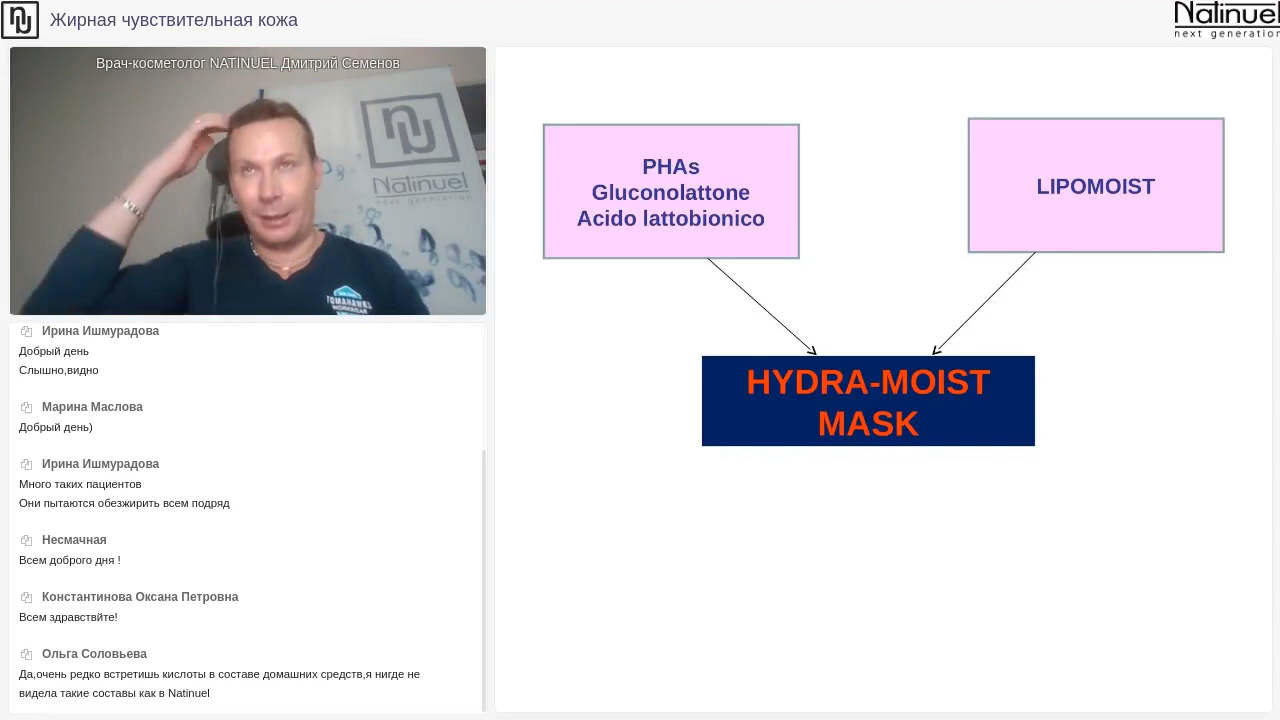 Жирная чувствительная кожа
Natinuel
next generation
Врач-косметолог NATINUEL Дмитрий Семенов
Natinuel
next generation
TOMAHAWK
WORKWEAR
PHAs
Gluconolattone
Acido lattobionico
LIPOMOIST
HYDRA-MOIST
MASK
Ирина Ишмурадова
Добрый день
Слышно,видно
Марина Маслова
Добрый день)
Ирина Ишмурадова
Много таких пациентов
Они пытаются обезжирить всем подряд
Несмачная
Всем доброго дня !
Константинова Оксана Петровна
Всем здравствйте!
Ольга Соловьева
Да,очень редко встретишь кислоты в составе домашних средств,я нигде не
видела такие составы как в Natinuel